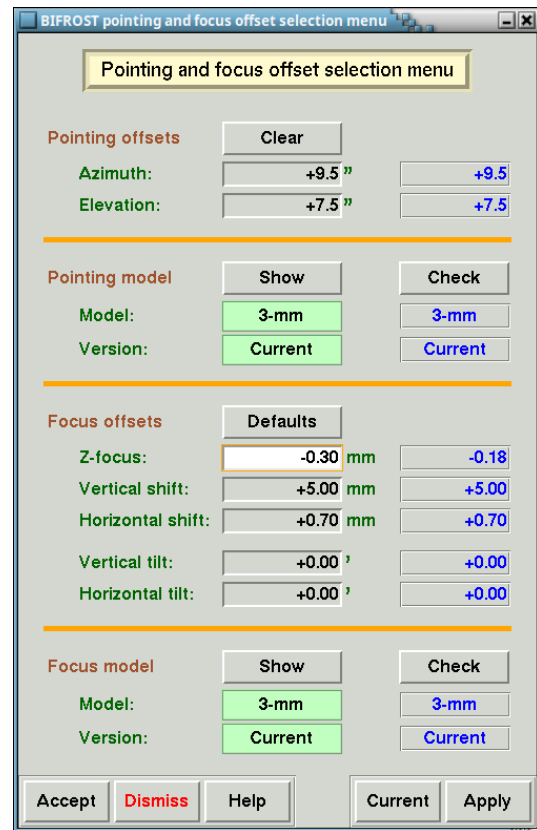 BIFROST pointing and focus offset selection menu
Pointing and focus offset selection menu
Pointing offsets Clear
Azimuth: +9.5 " +9.5
Elevation: +7.5 " +7.5
Pointing model Show Check
Model: 3-mm 3-mm
Version: Current Current
Focus offsets Defaults
Z-focus: -0.30 mm -0.18
Vertical shift: +5.00 mm +5.00
Horizontal shift: +0.70 mm +0.70
Vertical tilt: +0.00 ' +0.00
Horizontal tilt: +0.00 ' +0.00
Focus model Show Check
Model: 3-mm 3-mm
Version: Current Current
Accept Dismiss Help Current Apply